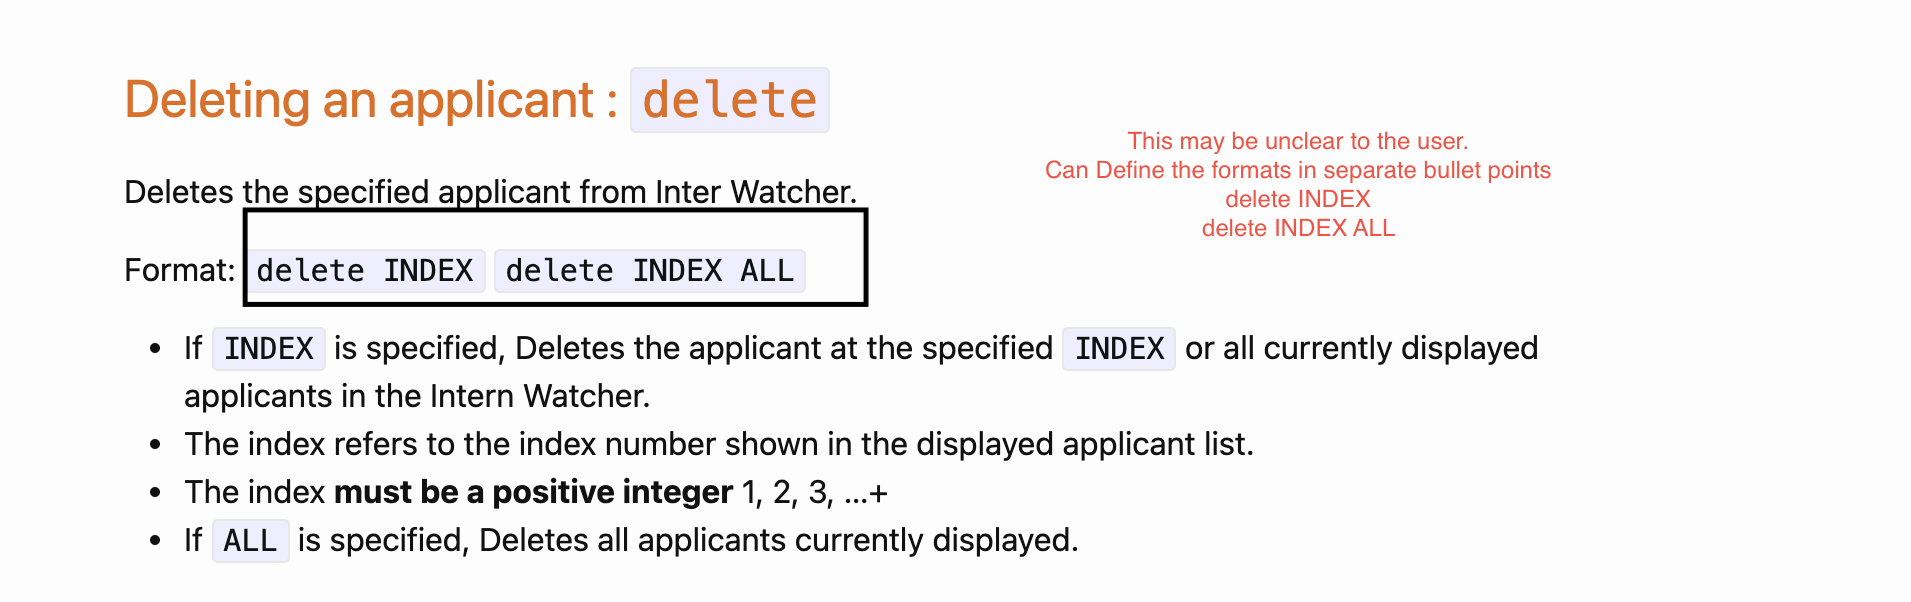 Deleting an applicant : delete
This may be unclear to the user.
Can Define the formats in separate bullet points
delete INDEX
delete INDEX ALL
Deletes the specified applicant from Inter Watcher.
Format: delete INDEX delete INDEX ALL
• If INDEX is specified, Deletes the applicant at the specified INDEX or all currently displayed
applicants in the Intern Watcher.
• The index refers to the index number shown in the displayed applicant list.
• The index must be a positive integer 1, 2, 3, …+
• If ALL is specified, Deletes all applicants currently displayed.